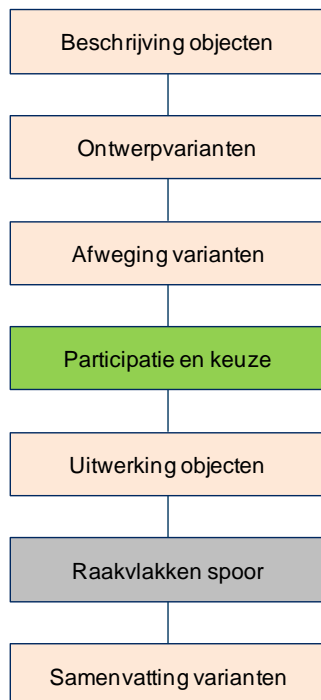 Beschrijving objecten
Ontwerpvarianten
Afweging varianten
Participatie en keuze
Uitwerking objecten
Raakvlakken spoor
Samenvatting varianten